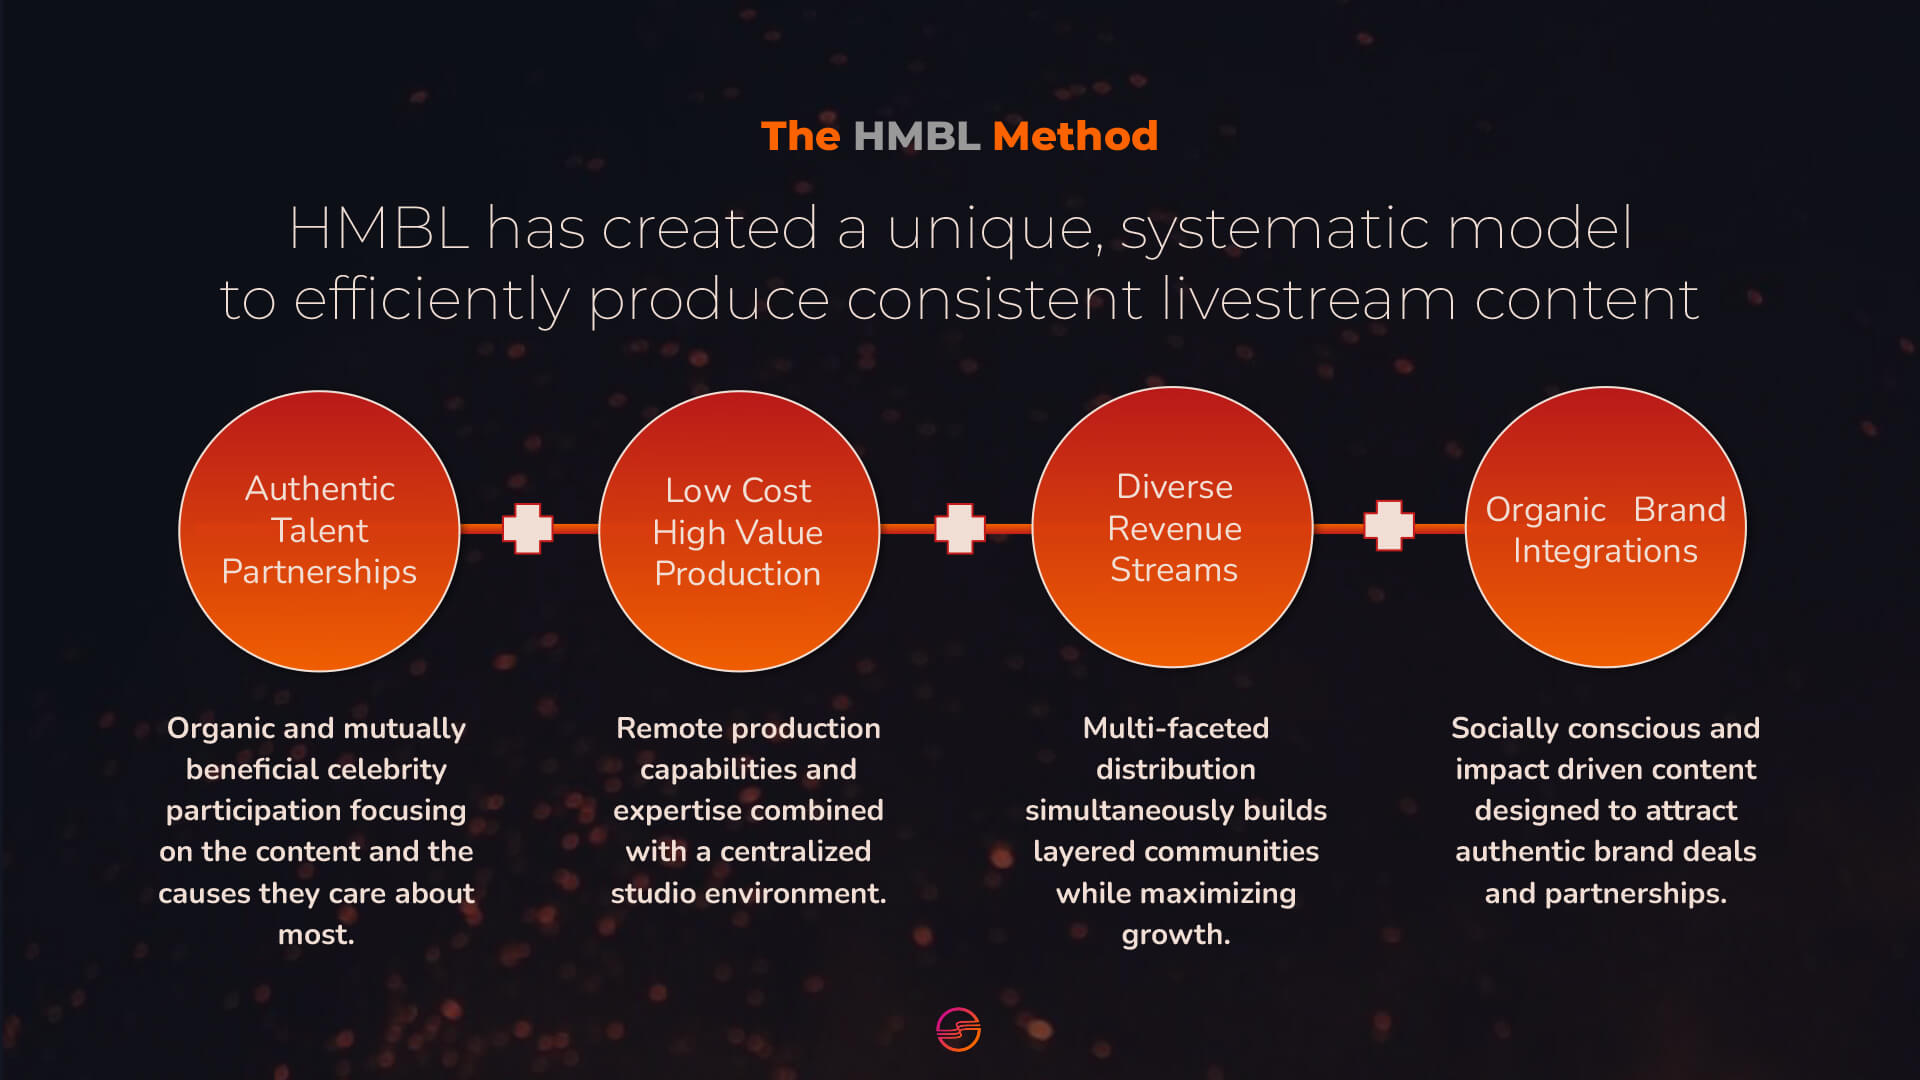 The HMBL Method
HMBL has created a unique, systematic model
to efficiently produce consistent livestream content
Authentic
Talent
Partnerships
Low Cost
High Value
Production
Diverse
Revenue
Streams
Organic Brand
Integrations
Organic and mutually
beneficial celebrity
participation focusing
on the content and the
causes they care about
most.
Remote production
capabilities and
expertise combined
with a centralized
studio environment.
Multi-faceted
distribution
simultaneously builds
layered communities
while maximizing
growth.
Socially conscious and
impact driven content
designed to attract
authentic brand deals
and partnerships.